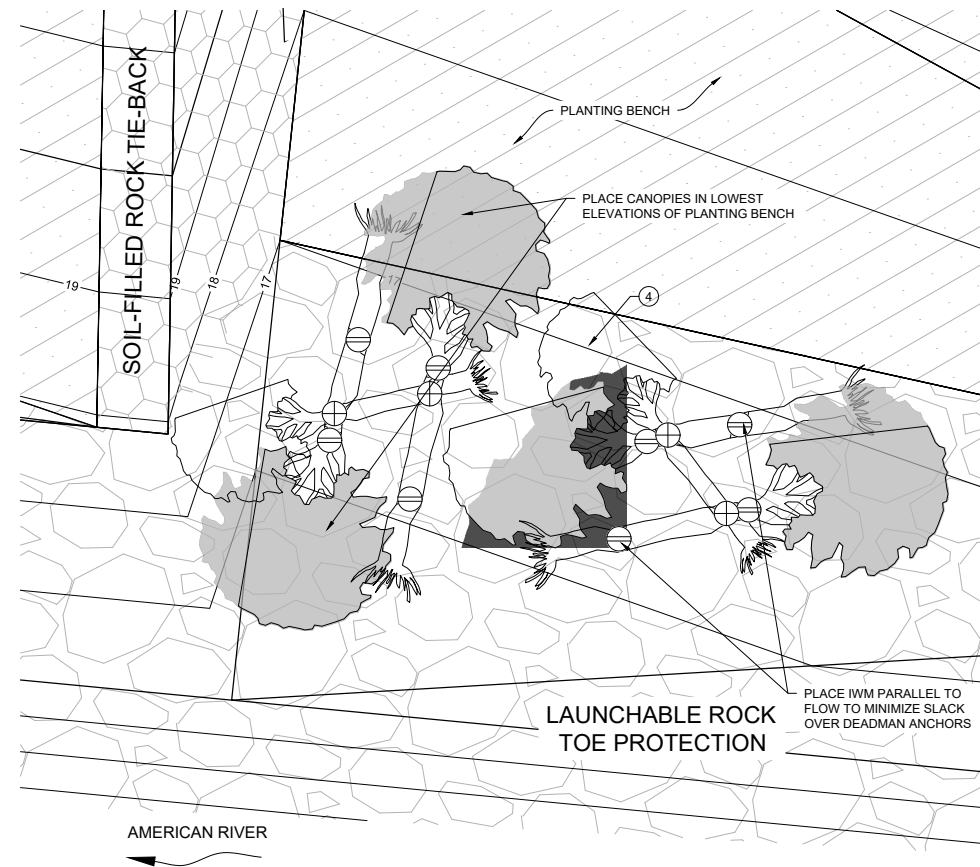 SOIL-FILLED ROCK TIE-BACK
PLANTING BENCH
PLACE CANOPIES IN LOWEST
ELEVATIONS OF PLANTING BENCH
19
19
18
17
17
4
PLACE IWM PARALLEL TO
FLOW TO MINIMIZE SLACK
OVER DEADMAN ANCHORS
LAUNCHABLE ROCK
TOE PROTECTION
AMERICAN RIVER